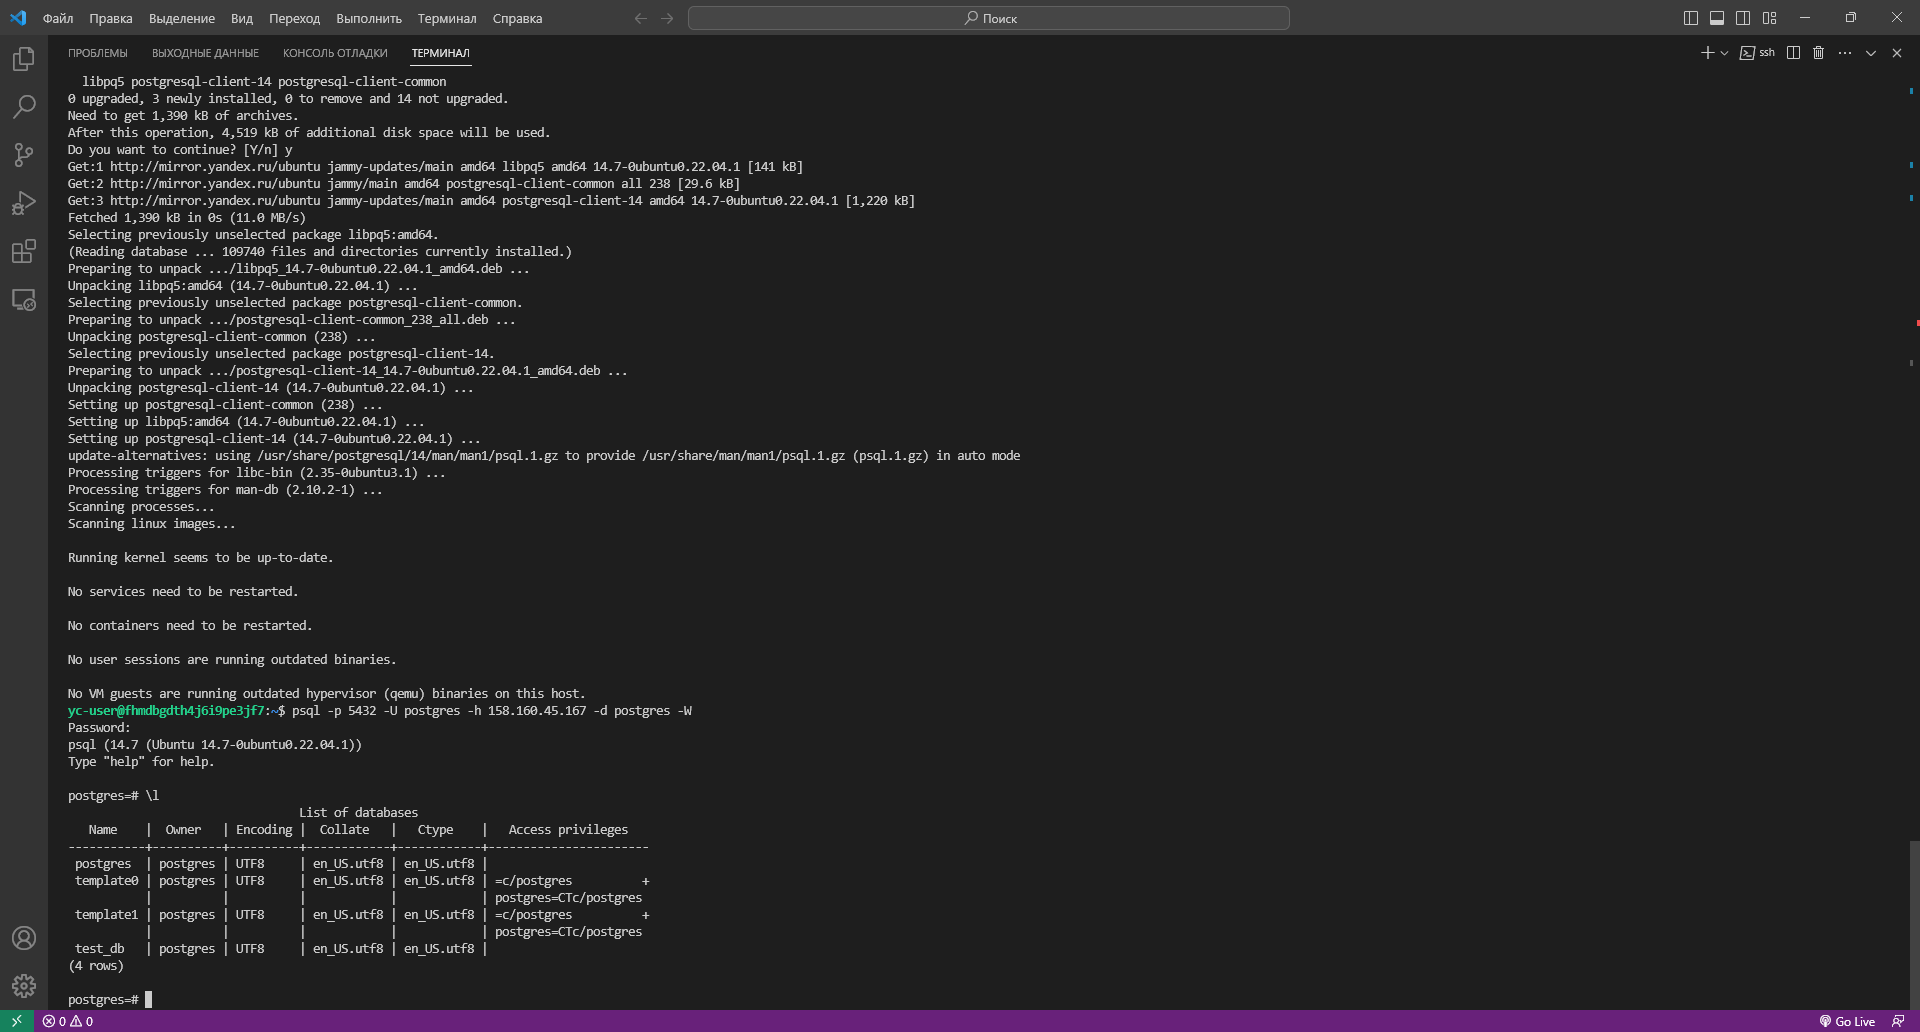 Файл Правка Выделение Вид Переход Выполнить Терминал Справка Поиск
ПРОБЛЕМЫ ВЫХОДНЫЕ ДАННЫЕ КОНСОЛЬ ОТЛАДКИ ТЕРМИНАЛ ssh
  libpq5 postgresql-client-14 postgresql-client-common
0 upgraded, 3 newly installed, 0 to remove and 14 not upgraded.
Need to get 1,390 kB of archives.
After this operation, 4,519 kB of additional disk space will be used.
Do you want to continue? [Y/n] y
Get:1 http://mirror.yandex.ru/ubuntu jammy-updates/main amd64 libpq5 amd64 14.7-0ubuntu0.22.04.1 [141 kB]
Get:2 http://mirror.yandex.ru/ubuntu jammy/main amd64 postgresql-client-common all 238 [29.6 kB]
Get:3 http://mirror.yandex.ru/ubuntu jammy-updates/main amd64 postgresql-client-14 amd64 14.7-0ubuntu0.22.04.1 [1,220 kB]
Fetched 1,390 kB in 0s (11.0 MB/s)
Selecting previously unselected package libpq5:amd64.
(Reading database ... 109740 files and directories currently installed.)
Preparing to unpack .../libpq5_14.7-0ubuntu0.22.04.1_amd64.deb ...
Unpacking libpq5:amd64 (14.7-0ubuntu0.22.04.1) ...
Selecting previously unselected package postgresql-client-common.
Preparing to unpack .../postgresql-client-common_238_all.deb ...
Unpacking postgresql-client-common (238) ...
Selecting previously unselected package postgresql-client-14.
Preparing to unpack .../postgresql-client-14_14.7-0ubuntu0.22.04.1_amd64.deb ...
Unpacking postgresql-client-14 (14.7-0ubuntu0.22.04.1) ...
Setting up postgresql-client-common (238) ...
Setting up libpq5:amd64 (14.7-0ubuntu0.22.04.1) ...
Setting up postgresql-client-14 (14.7-0ubuntu0.22.04.1) ...
update-alternatives: using /usr/share/postgresql/14/man/man1/psql.1.gz to provide /usr/share/man/man1/psql.1.gz (psql.1.gz) in auto mode
Processing triggers for libc-bin (2.35-0ubuntu3.1) ...
Processing triggers for man-db (2.10.2-1) ...
Scanning processes...
Scanning linux images...
Running kernel seems to be up-to-date.
No services need to be restarted.
No containers need to be restarted.
No user sessions are running outdated binaries.
No VM guests are running outdated hypervisor (qemu) binaries on this host.
yc-user@fhmdbgdth4j6i9pe3jf7:~$ psql -p 5432 -U postgres -h 158.160.45.167 -d postgres -W
Password:
psql (14.7 (Ubuntu 14.7-0ubuntu0.22.04.1))
Type "help" for help.
postgres=# \l
                                 List of databases
   Name    |  Owner   | Encoding |  Collate   |   Ctype    |   Access privileges
-----------+----------+----------+------------+------------+-----------------------
 postgres  | postgres | UTF8     | en_US.utf8 | en_US.utf8 |
 template0 | postgres | UTF8     | en_US.utf8 | en_US.utf8 | =c/postgres          +
           |          |          |            |            | postgres=CTc/postgres
 template1 | postgres | UTF8     | en_US.utf8 | en_US.utf8 | =c/postgres          +
           |          |          |            |            | postgres=CTc/postgres
 test_db   | postgres | UTF8     | en_US.utf8 | en_US.utf8 |
(4 rows)
postgres=#
0 0 Go Live